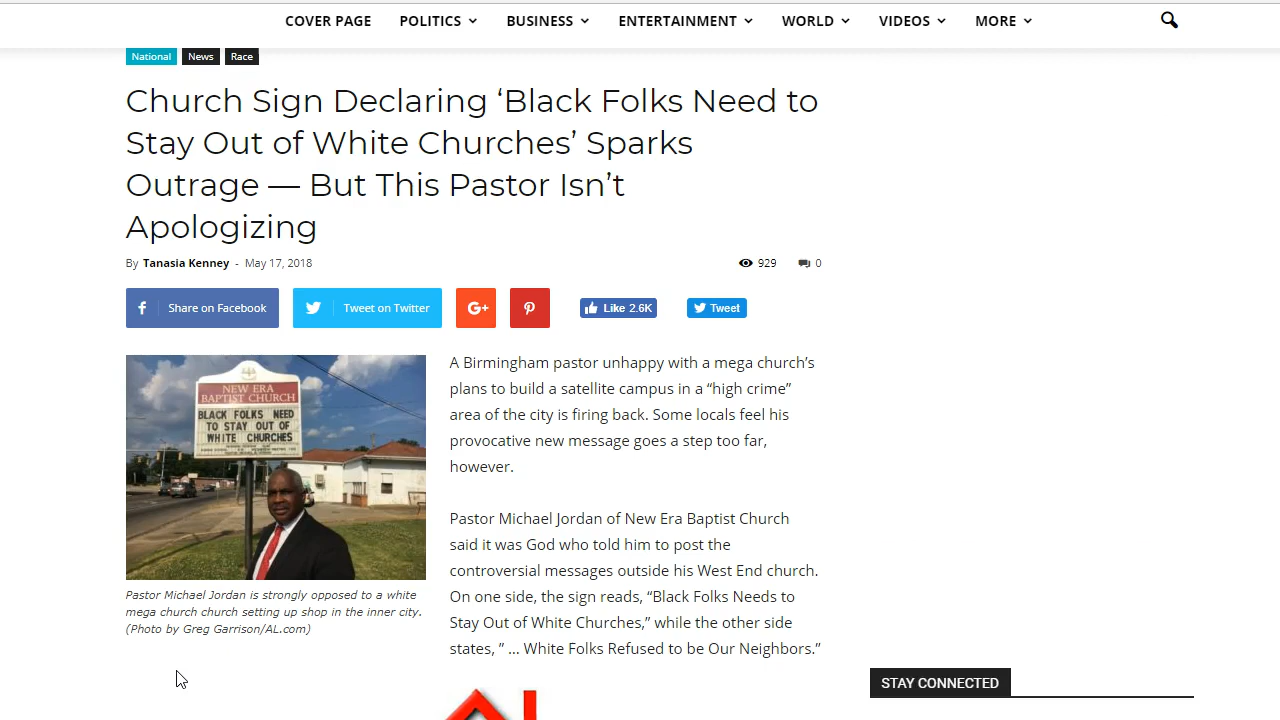 COVER PAGE POLITICS BUSINESS ENTERTAINMENT WORLD VIDEOS MORE
National News Race
Church Sign Declaring ‘Black Folks Need to
Stay Out of White Churches’ Sparks
Outrage — But This Pastor Isn’t
Apologizing
By Tanasia Kenney - May 17, 2018 929 0
Share on Facebook Tweet on Twitter G+ Like 2.6K Tweet
NEW ERA
BAPTIST CHURCH
BLACK FOLKS NEED
TO STAY OUT OF
WHITE CHURCHES
Pastor Michael Jordan is strongly opposed to a white
mega church church setting up shop in the inner city.
(Photo by Greg Garrison/AL.com)
A Birmingham pastor unhappy with a mega church’s
plans to build a satellite campus in a “high crime”
area of the city is firing back. Some locals feel his
provocative new message goes a step too far,
however.
Pastor Michael Jordan of New Era Baptist Church
said it was God who told him to post the
controversial messages outside his West End church.
On one side, the sign reads, “Black Folks Needs to
Stay Out of White Churches,” while the other side
states, ” … White Folks Refused to be Our Neighbors.”
STAY CONNECTED